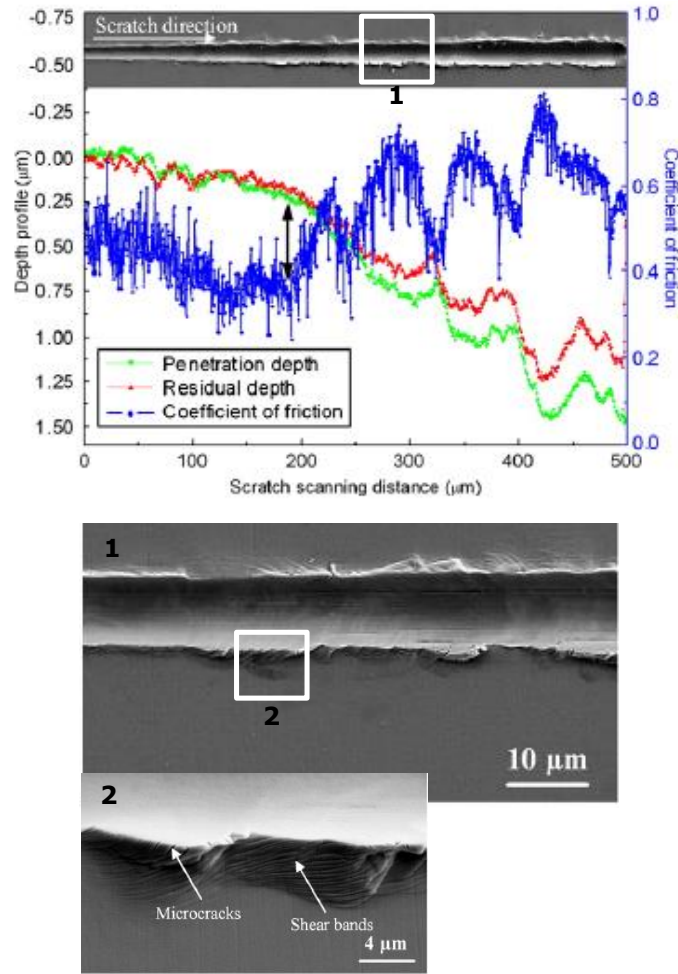 -0.75
-0.50
-0.25
0.00
0.25
0.50
0.75
1.00
1.25
1.50
Depth profile (μm)
Scratch direction
1
1.0
0.8
0.6
0.4
0.2
0.0
Coefficient of friction
Penetration depth
Residual depth
Coefficient of friction
0 100 200 300 400 500
Scratch scanning distance (μm)
1
2
10 μm
2
Microcracks
Shear bands
4 μm